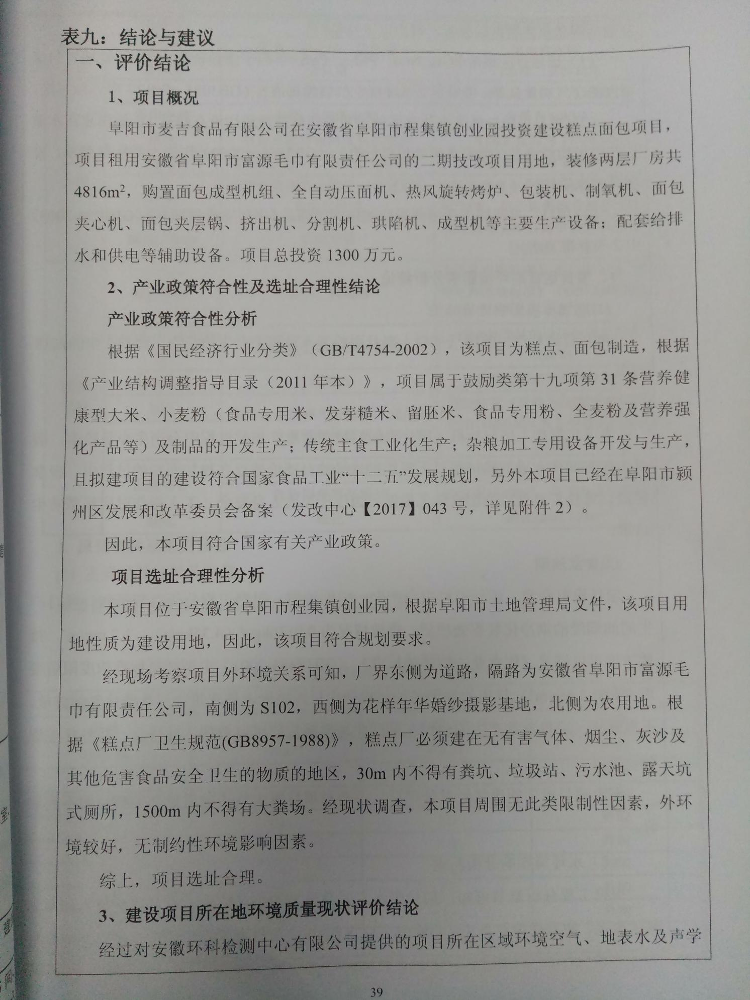 表九：结论与建议
一、评价结论
1、项目概况
阜阳市麦吉食品有限公司在安徽省阜阳市程集镇创业园投资建设糕点面包项目，
项目租用安徽省阜阳市富源毛巾有限责任公司的二期技改项目用地，装修两层厂房共
4816m²，购置面包成型机组、全自动压面机、热风旋转烤炉、包装机、制氧机、面包
夹心机、面包夹层锅、挤出机、分割机、珙陷机、成型机等主要生产设备；配套给排
水和供电等辅助设备。项目总投资 1300 万元。
2、产业政策符合性及选址合理性结论
产业政策符合性分析
根据《国民经济行业分类》（GB/T4754-2002），该项目为糕点、面包制造，根据
《产业结构调整指导目录（2011 年本）》，项目属于鼓励类第十九项第 31 条营养健
康型大米、小麦粉（食品专用米、发芽糙米、留胚米、食品专用粉、全麦粉及营养强
化产品等）及制品的开发生产；传统主食工业化生产；杂粮加工专用设备开发与生产，
且拟建项目的建设符合国家食品工业“十二五”发展规划，另外本项目已经在阜阳市颍
州区发展和改革委员会备案（发改中心【2017】043 号，详见附件 2）。
因此，本项目符合国家有关产业政策。
项目选址合理性分析
本项目位于安徽省阜阳市程集镇创业园，根据阜阳市土地管理局文件，该项目用
地性质为建设用地，因此，该项目符合规划要求。
经现场考察项目外环境关系可知，厂界东侧为道路，隔路为安徽省阜阳市富源毛
巾有限责任公司，南侧为 S102，西侧为花样年华婚纱摄影基地，北侧为农用地。根
据《糕点厂卫生规范(GB8957-1988)》，糕点厂必须建在无有害气体、烟尘、灰沙及
其他危害食品安全卫生的物质的地区，30m 内不得有粪坑、垃圾站、污水池、露天坑
式厕所，1500m 内不得有大粪场。经现状调查，本项目周围无此类限制性因素，外环
境较好，无制约性环境影响因素。
综上，项目选址合理。
3、建设项目所在地环境质量现状评价结论
经过对安徽环科检测中心有限公司提供的项目所在区域环境空气、地表水及声学
39